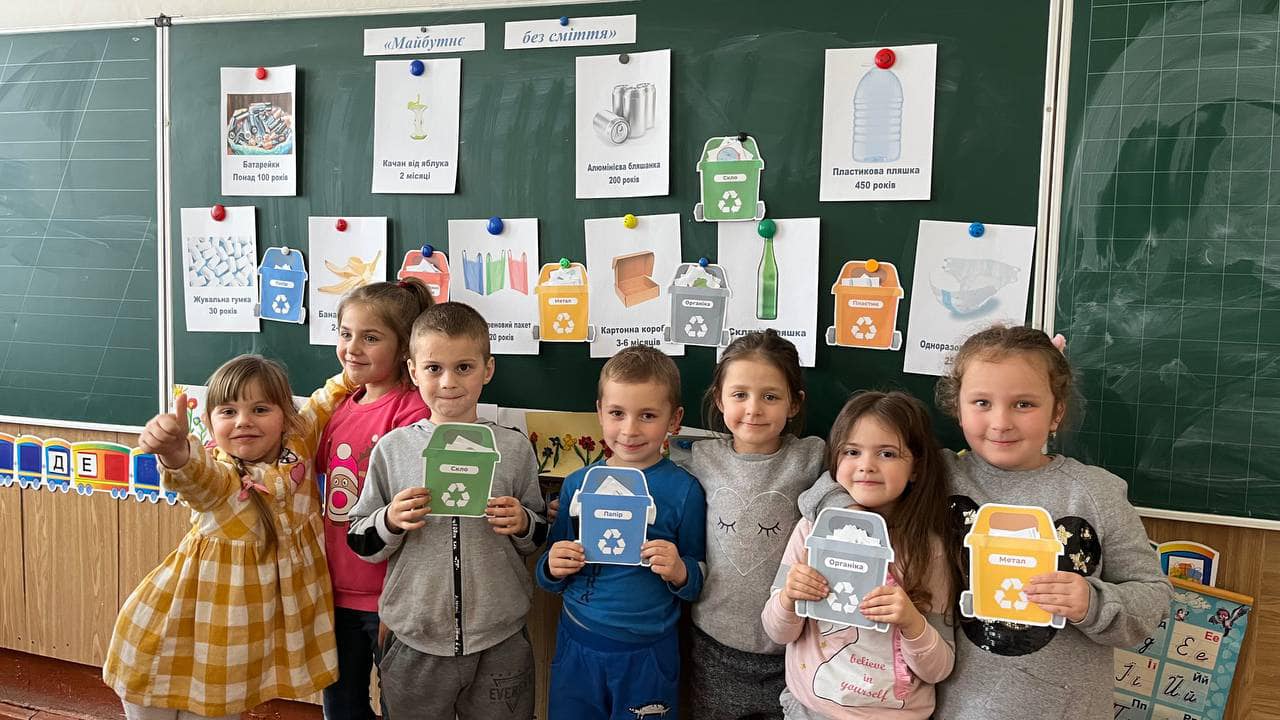 «Майбутнє
без сміття»
Батарейки
Понад 100 років
Качан від яблука
2 місяці
Алюмінієва бляшанка
200 років
Скло
Пластикова пляшка
450 років
Жувальна гумка
30 років
Папір
Метал
Картонна
3-6 місяців
Органіка
пляшка
Пластик
Скло
Папір
Органіка
Метал
believe
in
yourself
Д Е
Ее